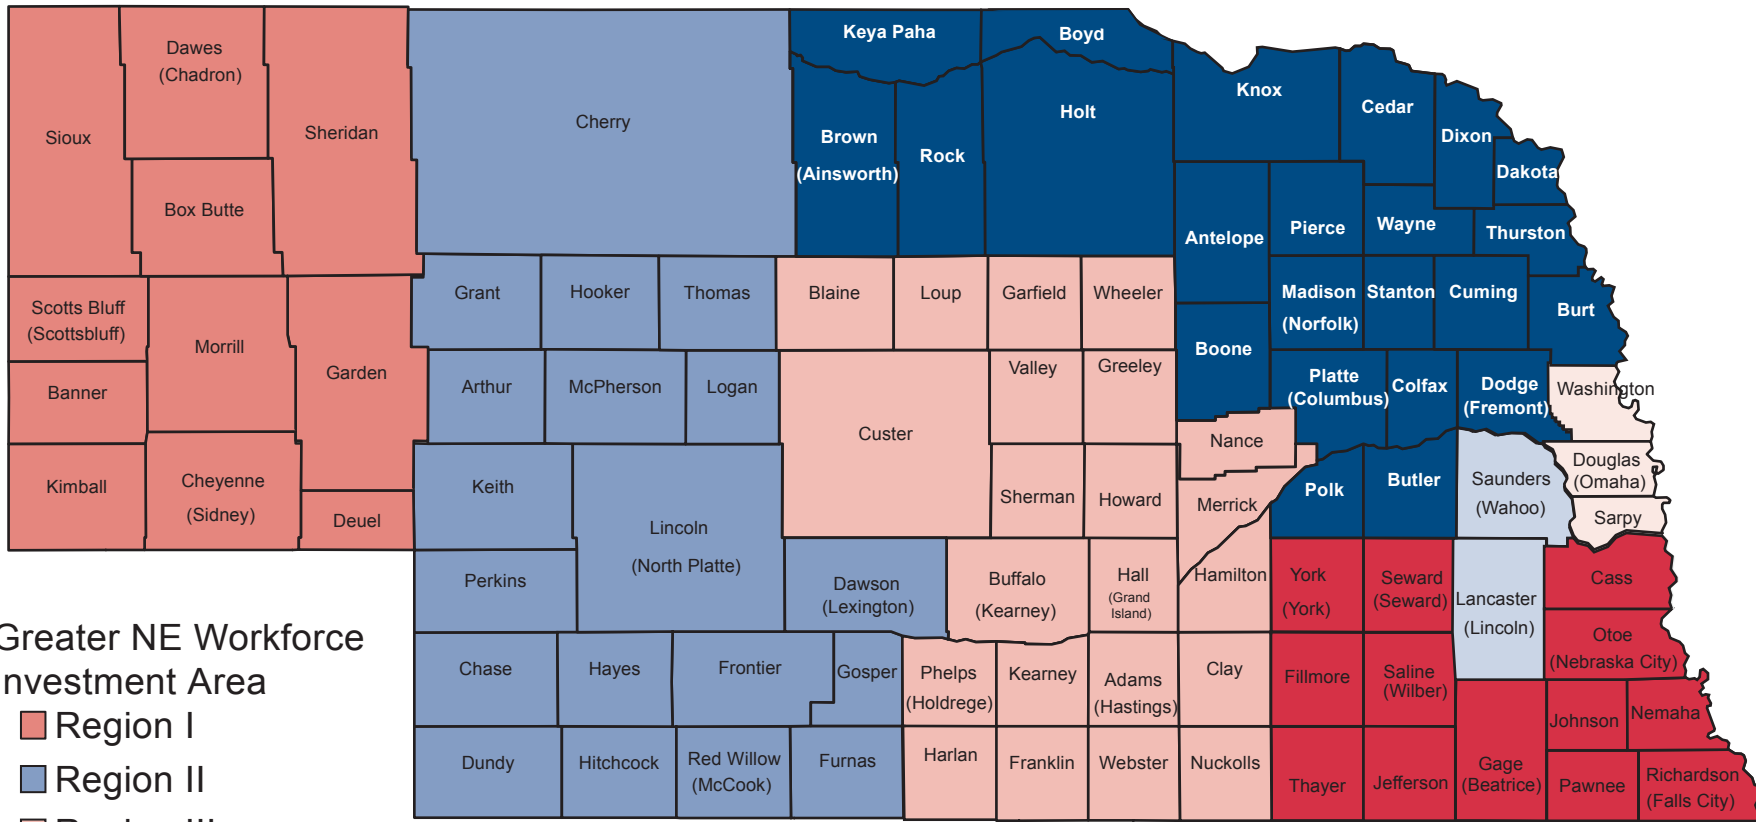 Keya Paha
Boyd
Dawes
(Chadron)
Knox
Cedar
Holt
Cherry
Sheridan
Sioux
Brown
(Ainsworth)
Rock
Dixon
Dakota
Box Butte
Antelope
Pierce
Wayne
Thurston
Grant
Hooker
Thomas
Blaine
Loup
Garfield
Wheeler
Madison
(Norfolk)
Stanton
Cuming
Burt
Scotts Bluff
(Scottsbluff)
Morrill
Garden
Banner
Arthur
McPherson
Logan
Valley
Greeley
Boone
Platte
(Columbus)
Colfax
Dodge
(Fremont)
Washington
Custer
Nance
Kimball
Cheyenne
(Sidney)
Deuel
Keith
Lincoln
(North Platte)
Sherman
Howard
Merrick
Polk
Butler
Saunders
(Wahoo)
Douglas
(Omaha)
Sarpy
Perkins
Dawson
(Lexington)
Buffalo
(Kearney)
Hall
(Grand
Island)
Hamilton
York
(York)
Seward
(Seward)
Lancaster
(Lincoln)
Cass
Otoe
(Nebraska City)
Chase
Hayes
Frontier
Gosper
Phelps
(Holdrege)
Kearney
Adams
(Hastings)
Clay
Fillmore
Saline
(Wilber)
Johnson
Nemaha
Dundy
Hitchcock
Red Willow
(McCook)
Furnas
Harlan
Franklin
Webster
Nuckolls
Thayer
Jefferson
Gage
(Beatrice)
Pawnee
Richardson
(Falls City)
Greater NE Workforce
nvestment Area
Region I
Region II